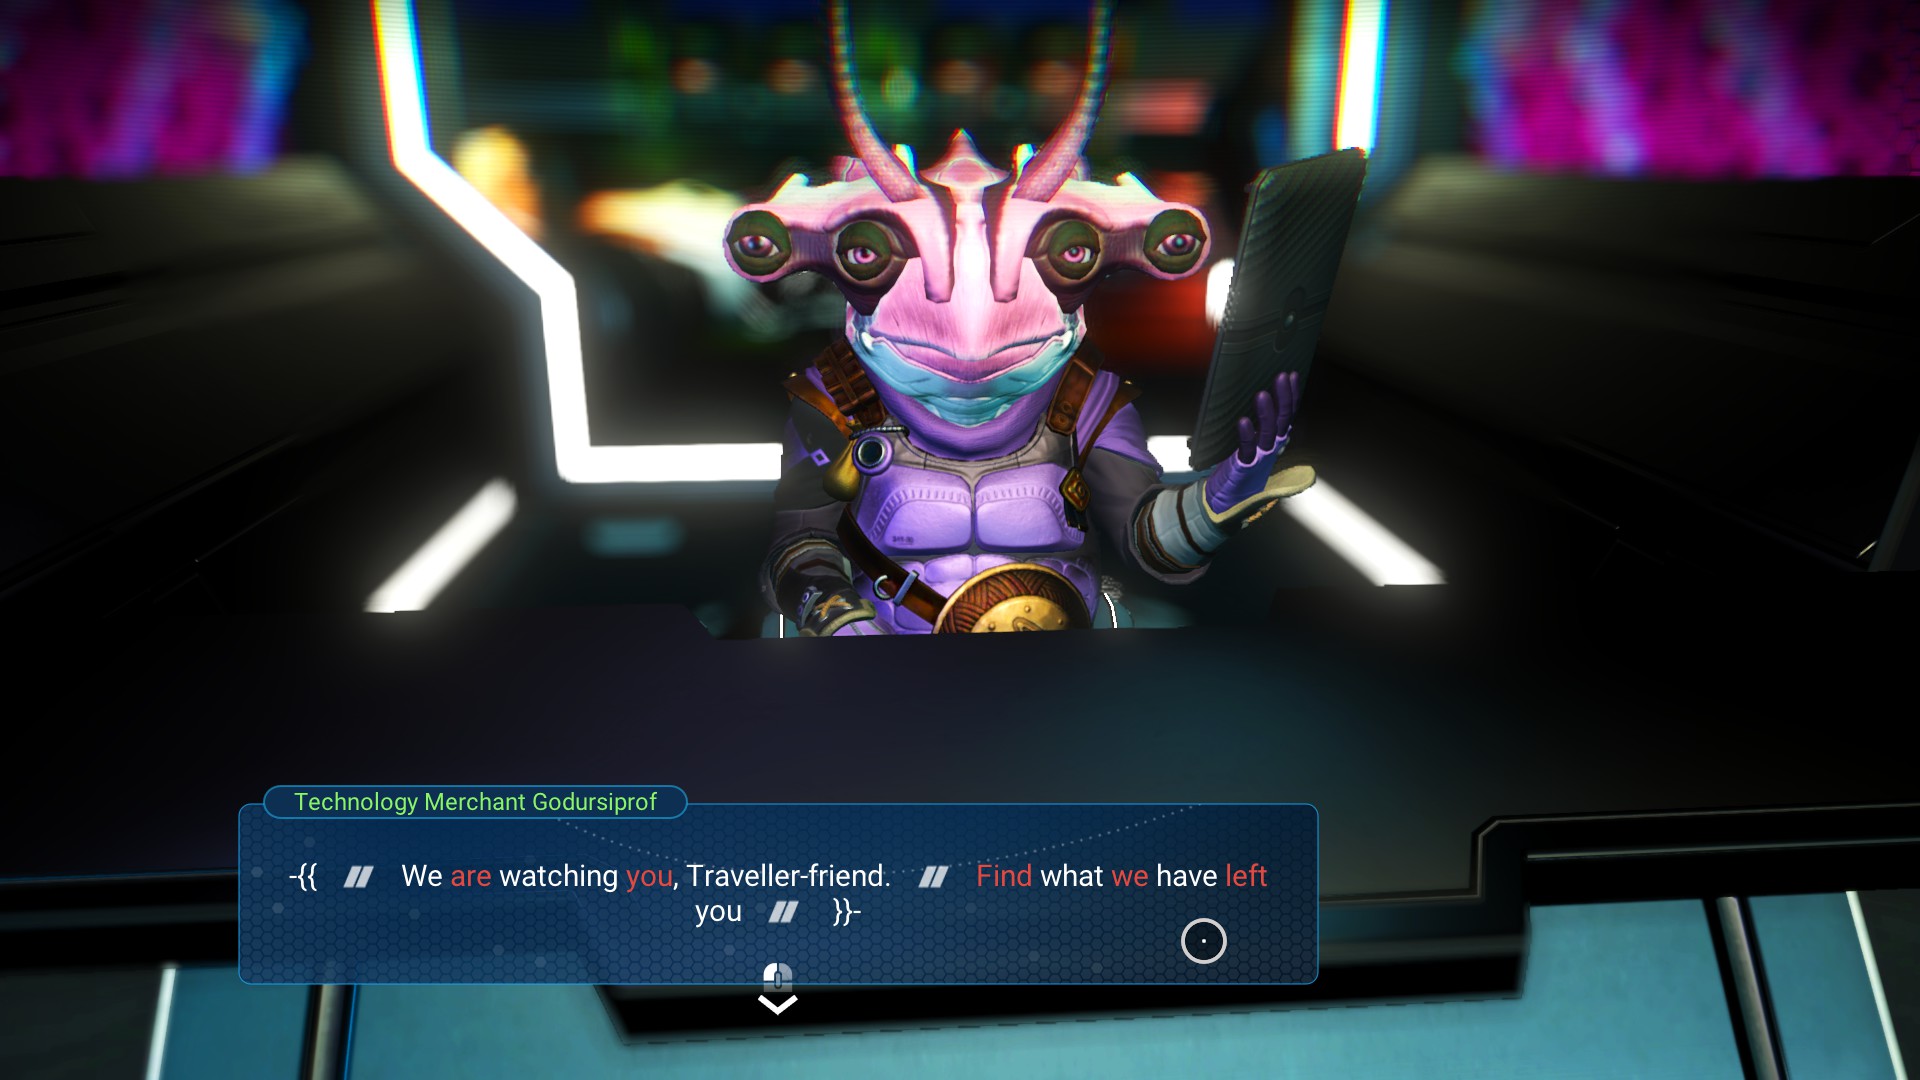 Technology Merchant Godursiprof
-{{ // We are watching you, Traveller-friend. // Find what we have left
you // }}-